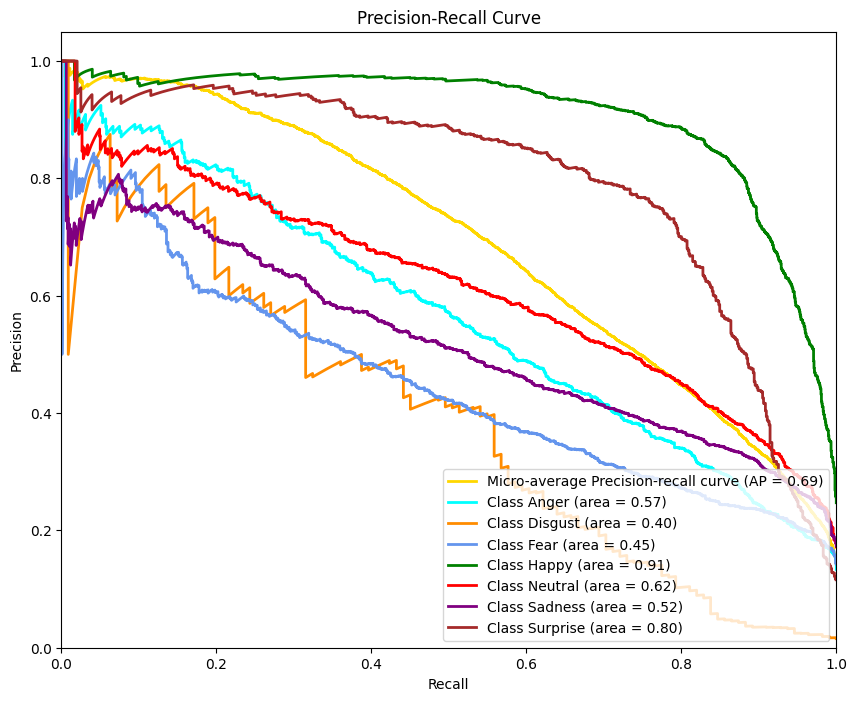 Precision-Recall Curve
1.0
0.8
0.6
0.4
0.2
0.0
Precision
0.0 0.2 0.4 0.6 0.8 1.0
Recall
Micro-average Precision-recall curve (AP = 0.69)
Class Anger (area = 0.57)
Class Disgust (area = 0.40)
Class Fear (area = 0.45)
Class Happy (area = 0.91)
Class Neutral (area = 0.62)
Class Sadness (area = 0.52)
Class Surprise (area = 0.80)